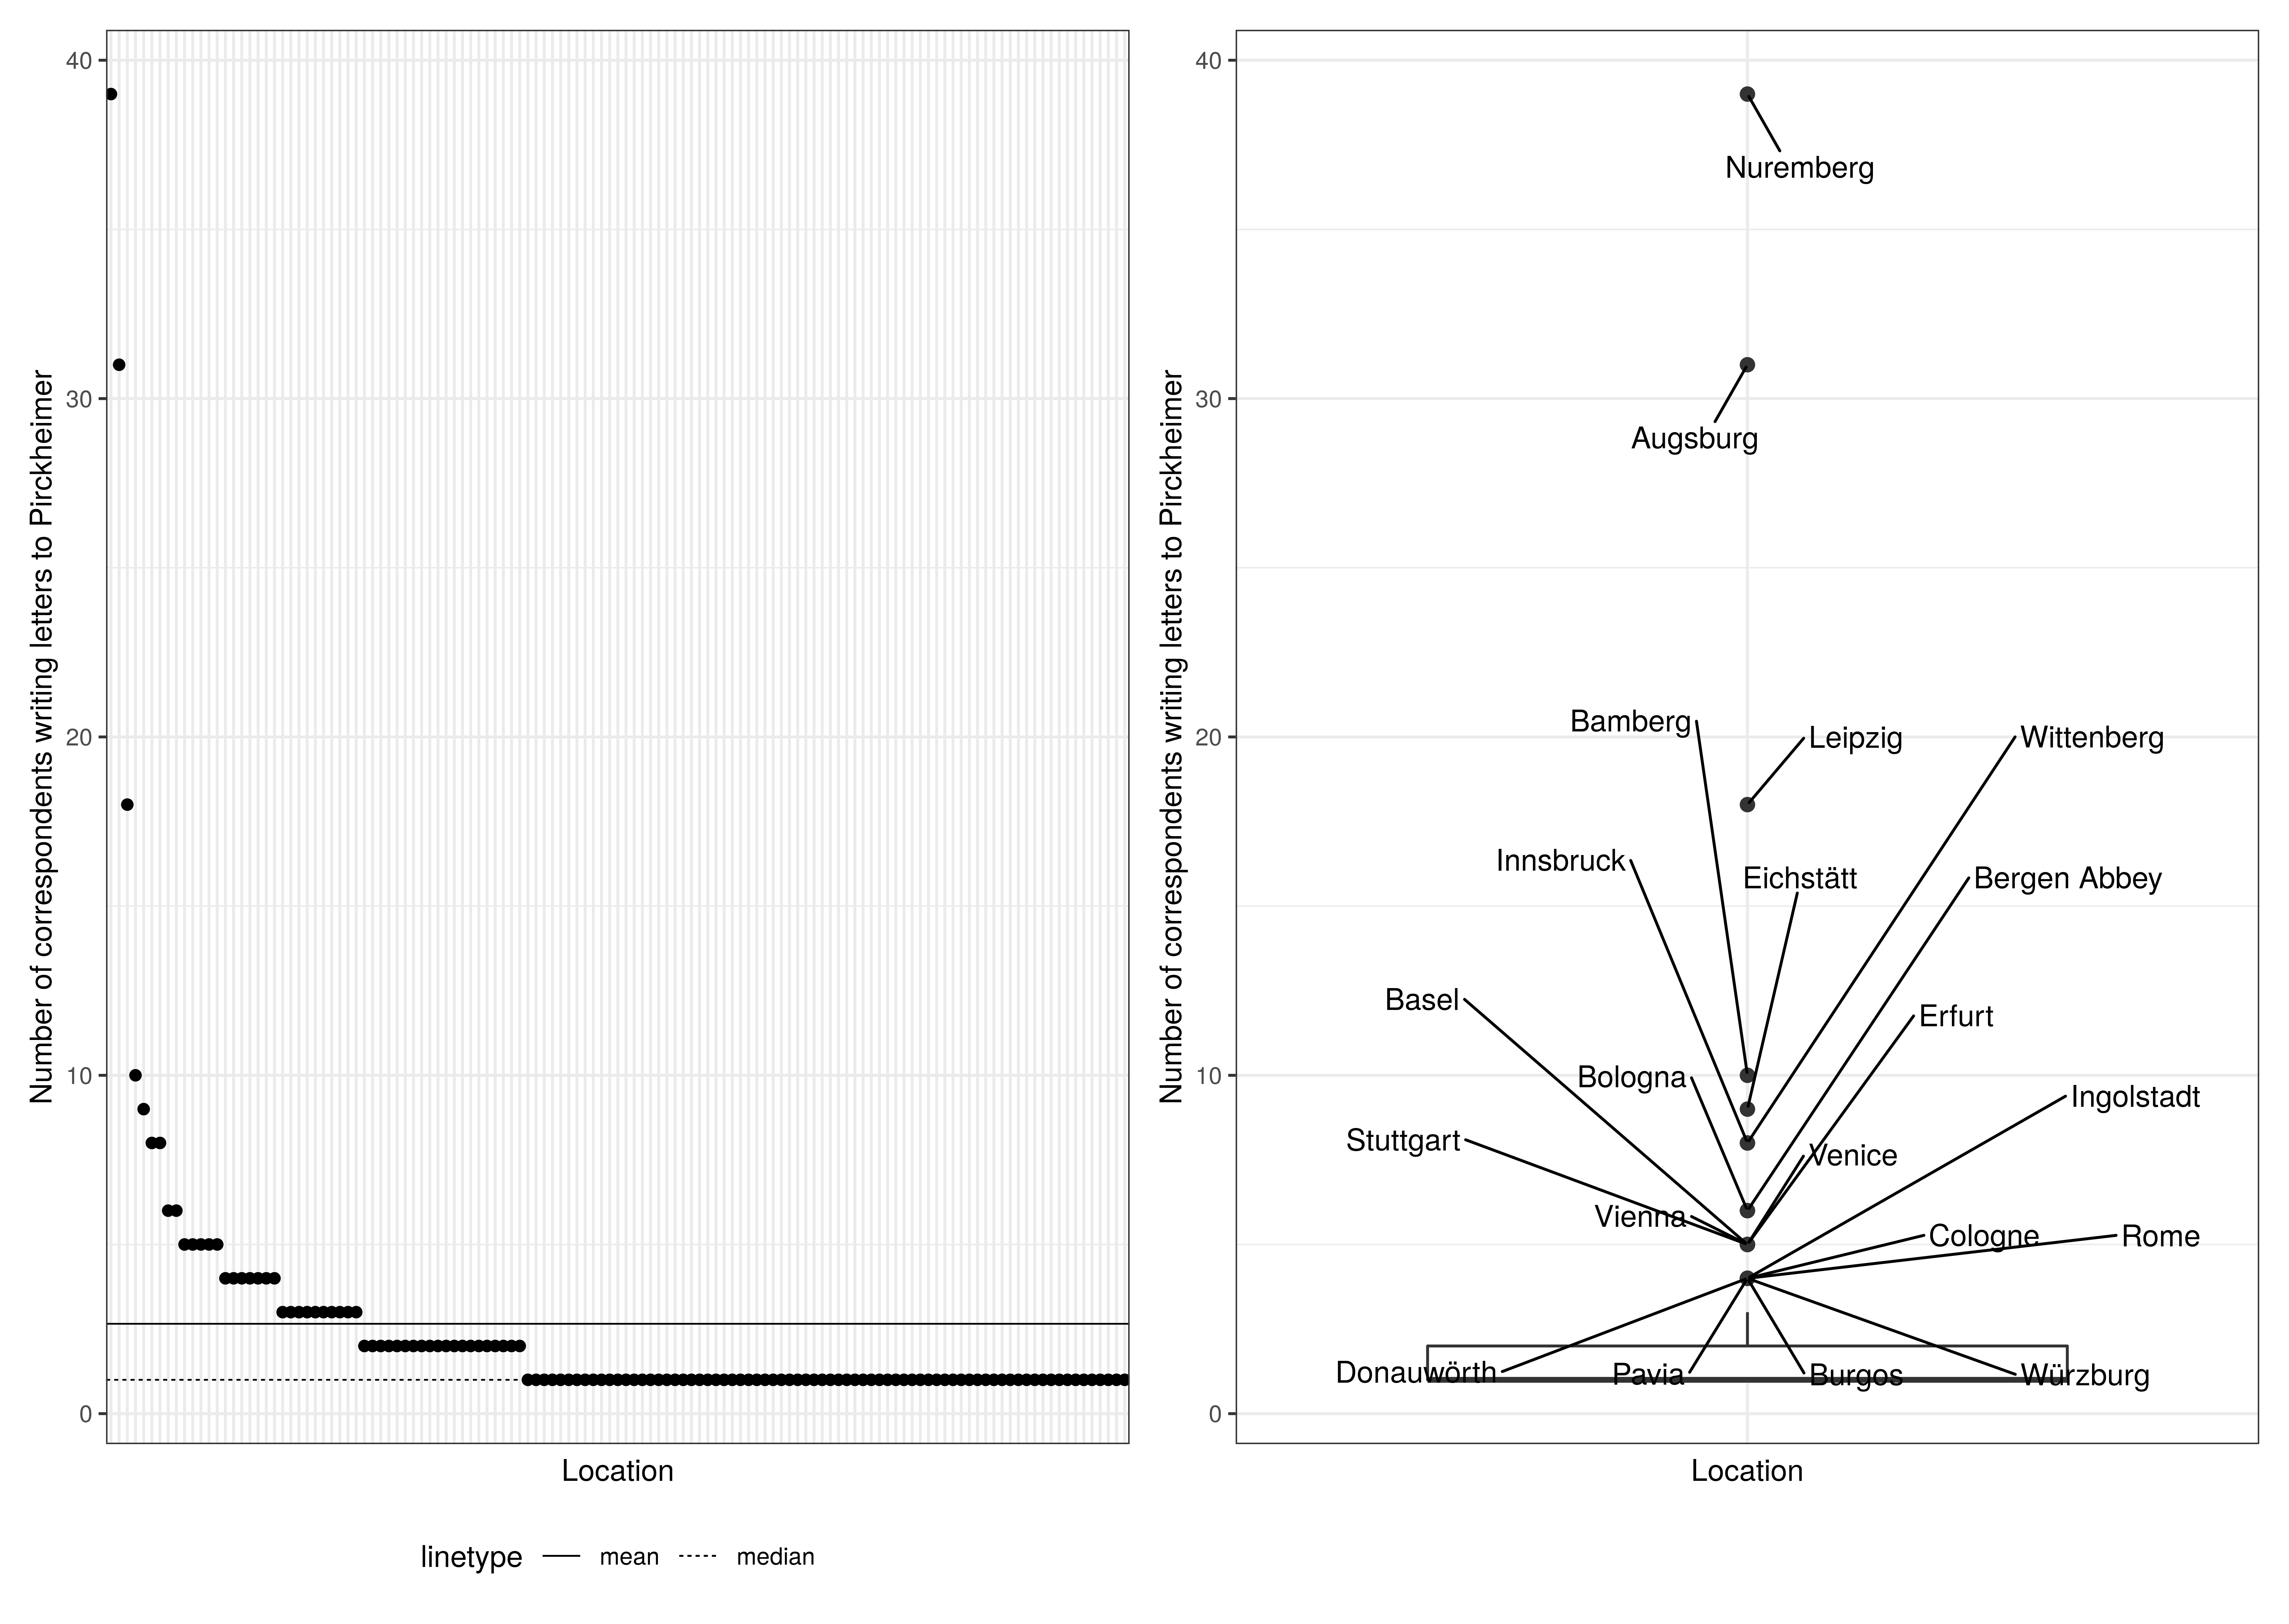 Number of correspondents writing letters to Pirckheimer
40
30
20
10
0
Location
linetype mean median
Number of correspondents writing letters to Pirckheimer
40
30
20
10
0
Nuremberg
Augsburg
Bamberg
Leipzig
Wittenberg
Innsbruck
Eichstätt
Bergen Abbey
Basel
Erfurt
Bologna
Ingolstadt
Stuttgart
Venice
Vienna
Cologne
Rome
Donauwörth
Pavia
Burgos
Würzburg
Location